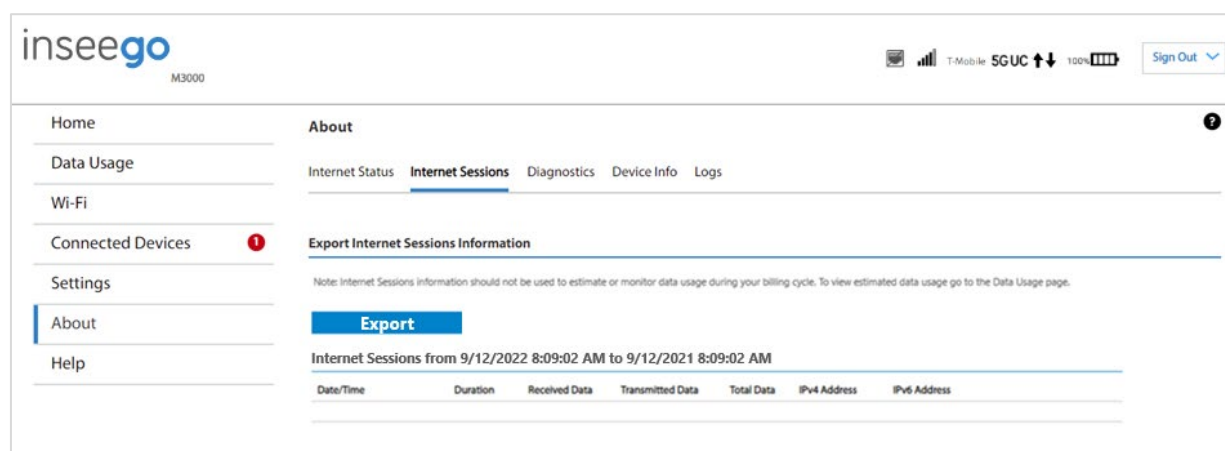 inseego
M3000
T-Mobile 5G UC 100%
Sign Out
Home
Data Usage
Wi-Fi
Connected Devices 1
Settings
About
Help
About
?
Internet Status Internet Sessions Diagnostics Device Info Logs
Export Internet Sessions Information
Note: Internet Sessions information should not be used to estimate or monitor data usage during your billing cycle. To view estimated data usage go to the Data Usage page.
Export
Internet Sessions from 9/12/2022 8:09:02 AM to 9/12/2021 8:09:02 AM
Date/Time Duration Received Data Transmitted Data Total Data IPv4 Address IPv6 Address